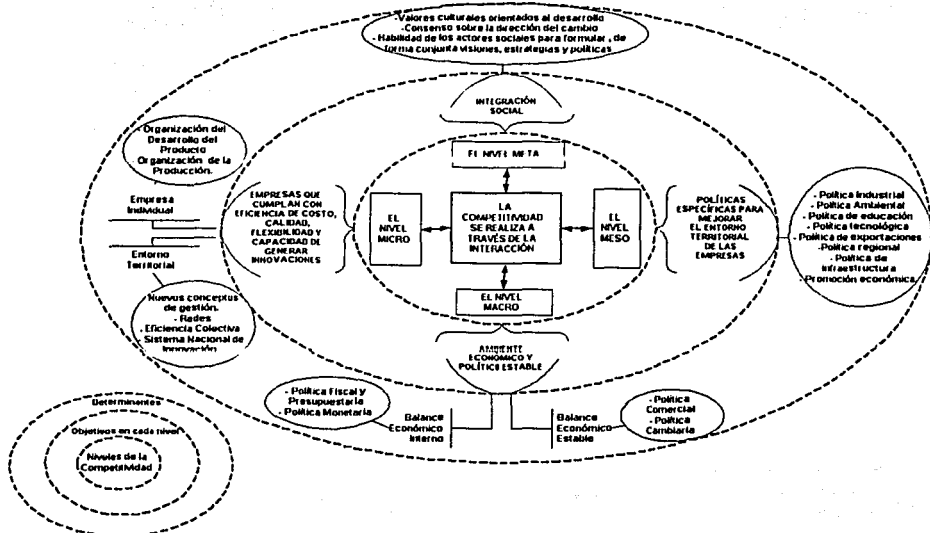 -Valores culturales orientados al desarrollo
-Consenso sobre la dirección del cambio
- Habilidad de los actores sociales para formular , de
forma conjunta visiones, estrategias y políticas
INTEGRACIÓN
SOCIAL
EL NIVEL META
- Organización del
Desarrollo del
Producto
- Organización de la
Producción.
Empresa
Individual
Entorno
Territorial
Nuevos conceptos
de gestión.
- Redes
- Eficiencia Colectiva
- Sistema Nacional de
Innovación
EMPRESAS QUE
CUMPLAN CON
EFICIENCIA DE COSTO,
CALIDAD,
FLEXIBILIDAD Y
CAPACIDAD DE
GENERAR
INNOVACIONES
EL
NIVEL
MICRO
LA
COMPETITIVIDAD
SE REALIZA A
TRAVÉS DE LA
INTERACCIÓN
EL
NIVEL
MESO
POLÍTICAS
ESPECÍFICAS PARA
MEJORAR
EL ENTORNO
TERRITORIAL
DE LAS
EMPRESAS
- Política Industrial
- Política Ambiental
- Política de educación
- Política tecnológica
- Política de exportaciones
-Política regional
- Política de
infraestructura
- Promoción económica
EL NIVEL
MACRO
AMBIENTE
ECONÓMICO Y
POLÍTICO ESTABLE
- Política Fiscal y
Presupuestaria
- Política Monetaria
Balance
Económico
Interno
Balance
Económico
Estable
- Política
Comercial
- Política
Cambiaria
Determinantes
Objetivos en cada nivel
Niveles de la
Competitividad